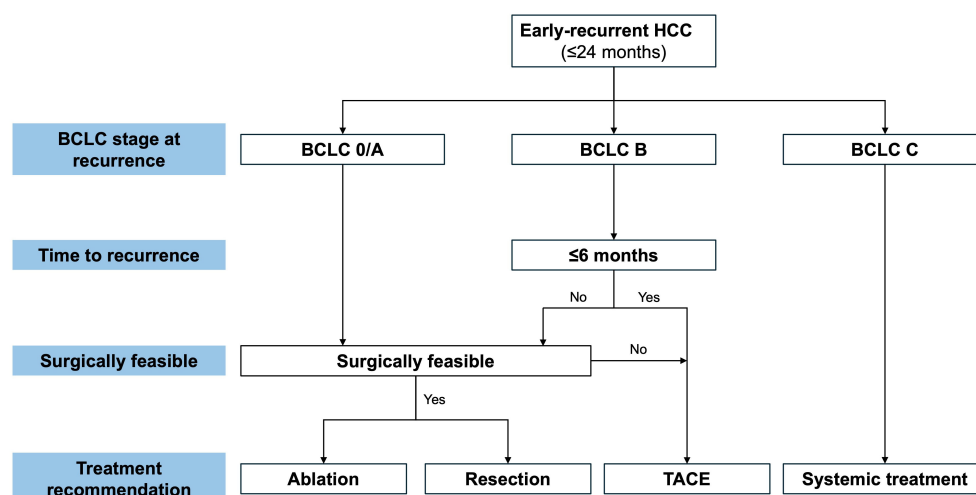 Early-recurrent HCC
(≤24 months)
BCLC stage at
recurrence
BCLC 0/A
BCLC B
BCLC C
Time to recurrence
≤6 months
No
Yes
Surgically feasible
Surgically feasible
No
Yes
Treatment
recommendation
Ablation
Resection
TACE
Systemic treatment